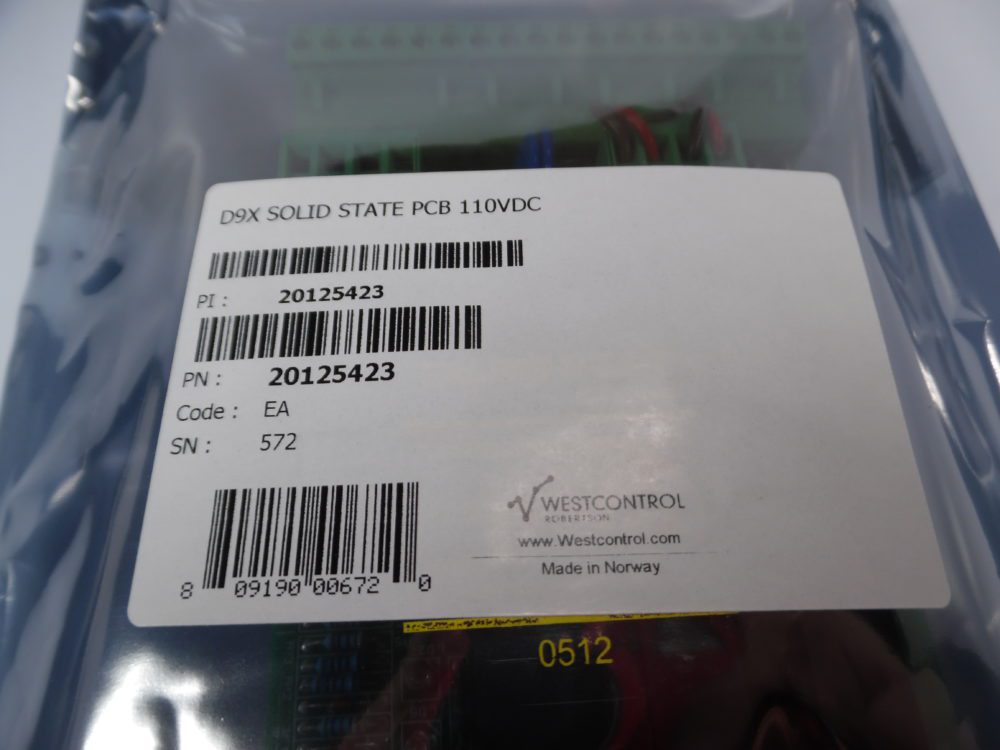 D9X SOLID STATE PCB 110VDC
PI : 20125423
PN : 20125423
Code : EA
SN : 572
WESTCONTROL
ROBERTSON
www.Westcontrol.com
Made in Norway
8 09190 00672 0
0512